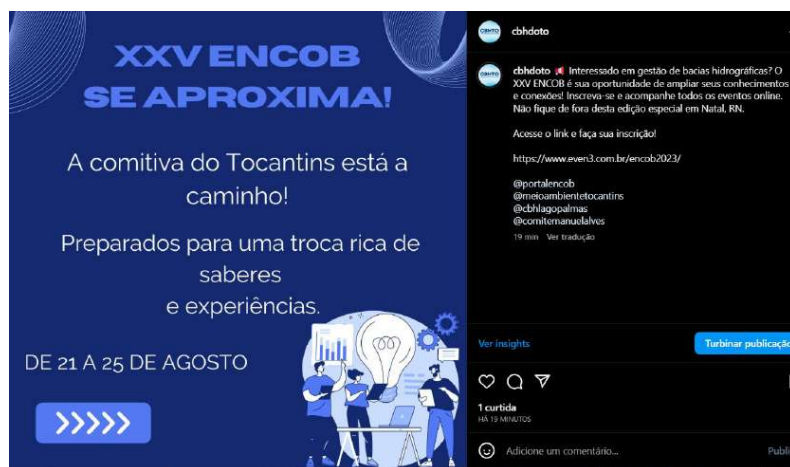 XXV ENCOB
SE APROXIMA!
A comitiva do Tocantins está a
caminho!
Preparados para uma troca rica de
saberes
e experiências.
DE 21 A 25 DE AGOSTO
>>>>>
CBHTO
cbhdoto
CBHTO
cbhdoto 📢 Interessado em gestão de bacias hidrográficas? O
XXV ENCOB é sua oportunidade de ampliar seus conhecimentos
e conexões! Inscreva-se e acompanhe todos os eventos online.
Não fique de fora desta edição especial em Natal, RN.
Acesse o link e faça sua inscrição!
https://www.even3.com.br/encob2023/
@portalencob
@meioambientetocantins
@cbhlagopalmas
@comitemanuelalves
19 min Ver tradução
Ver insights
Turbinar publicação
1 curtida
HÁ 19 MINUTOS
Adicione um comentário...
Publi